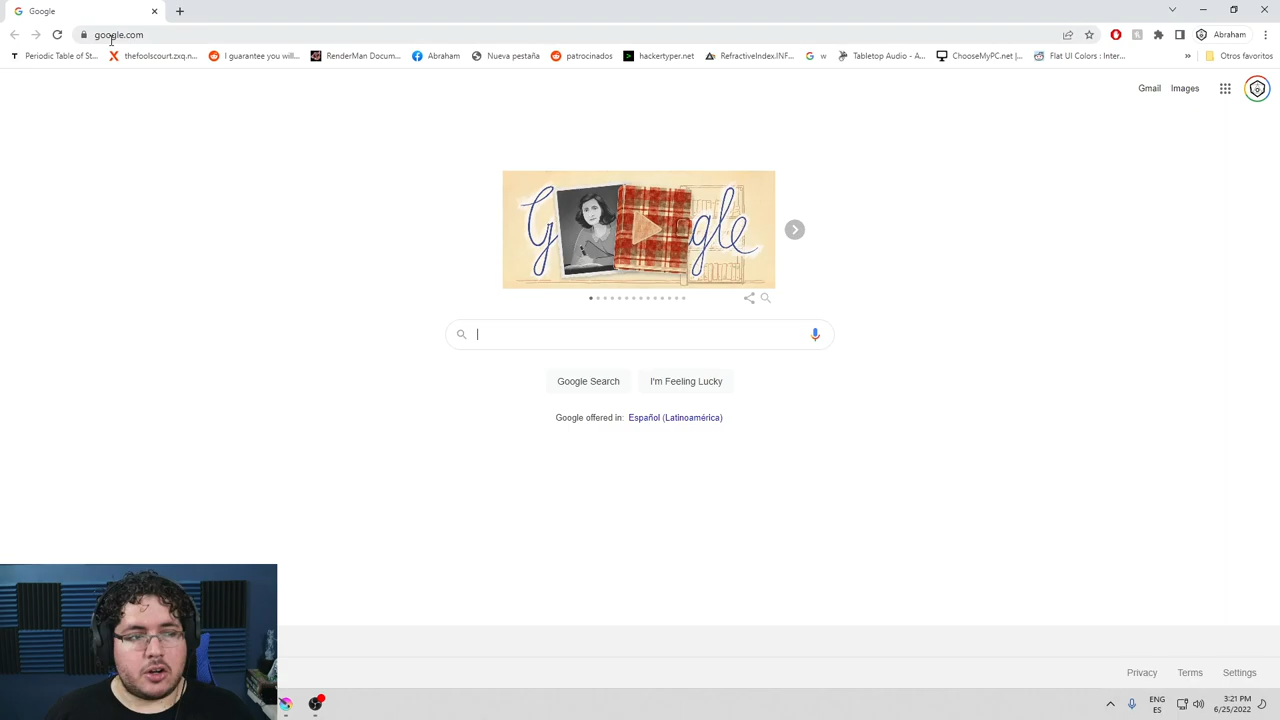 Google
google.com
Abraham
Periodic Table of St...
thefoolscourt.zxq.n...
I guarantee you will...
RenderMan Docum...
Abraham
Nueva pestaña
patrocinados
hackertyper.net
RefractiveIndex.INF...
w
Tabletop Audio - A...
ChooseMyPC.net |...
Flat UI Colors : Inter...
»
Otros favoritos
Gmail
Images
Google
Google Search
I'm Feeling Lucky
Google offered in: Español (Latinoamérica)
Privacy
Terms
Settings
ENG
ES
3:21 PM
6/25/2022